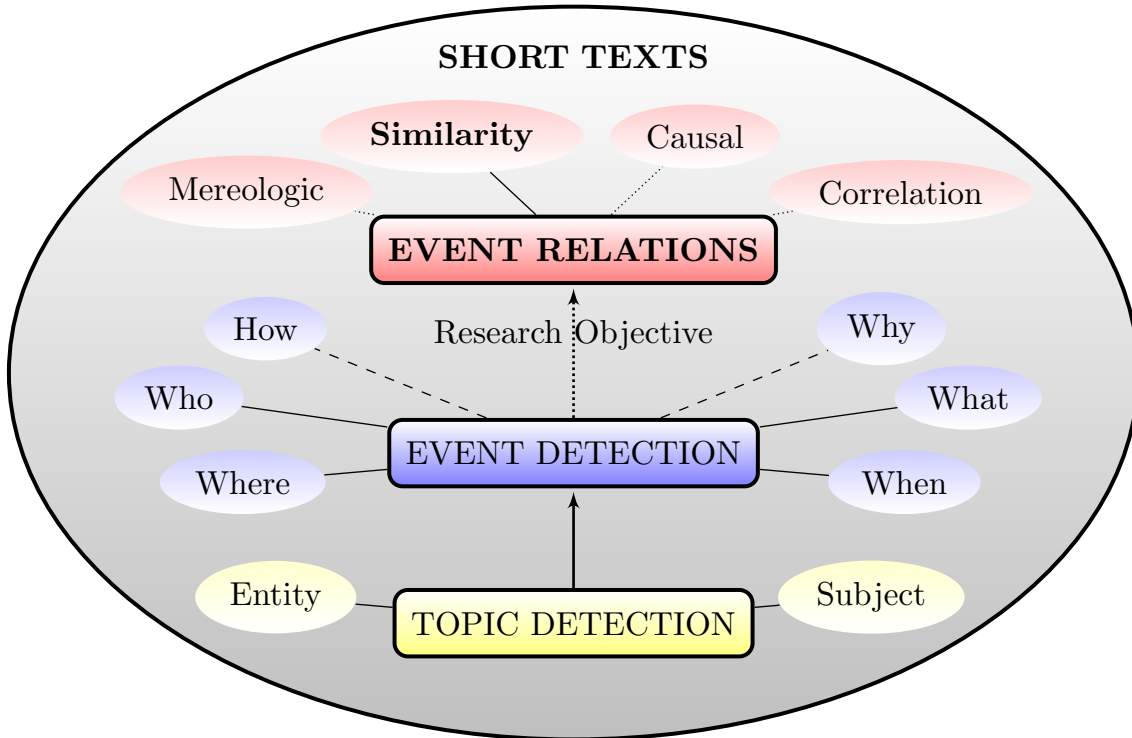 SHORT TEXTS
Similarity
Causal
Mereologic
Correlation
EVENT RELATIONS
How
Research Objective
Why
Who
What
EVENT DETECTION
Where
When
Entity
Subject
TOPIC DETECTION